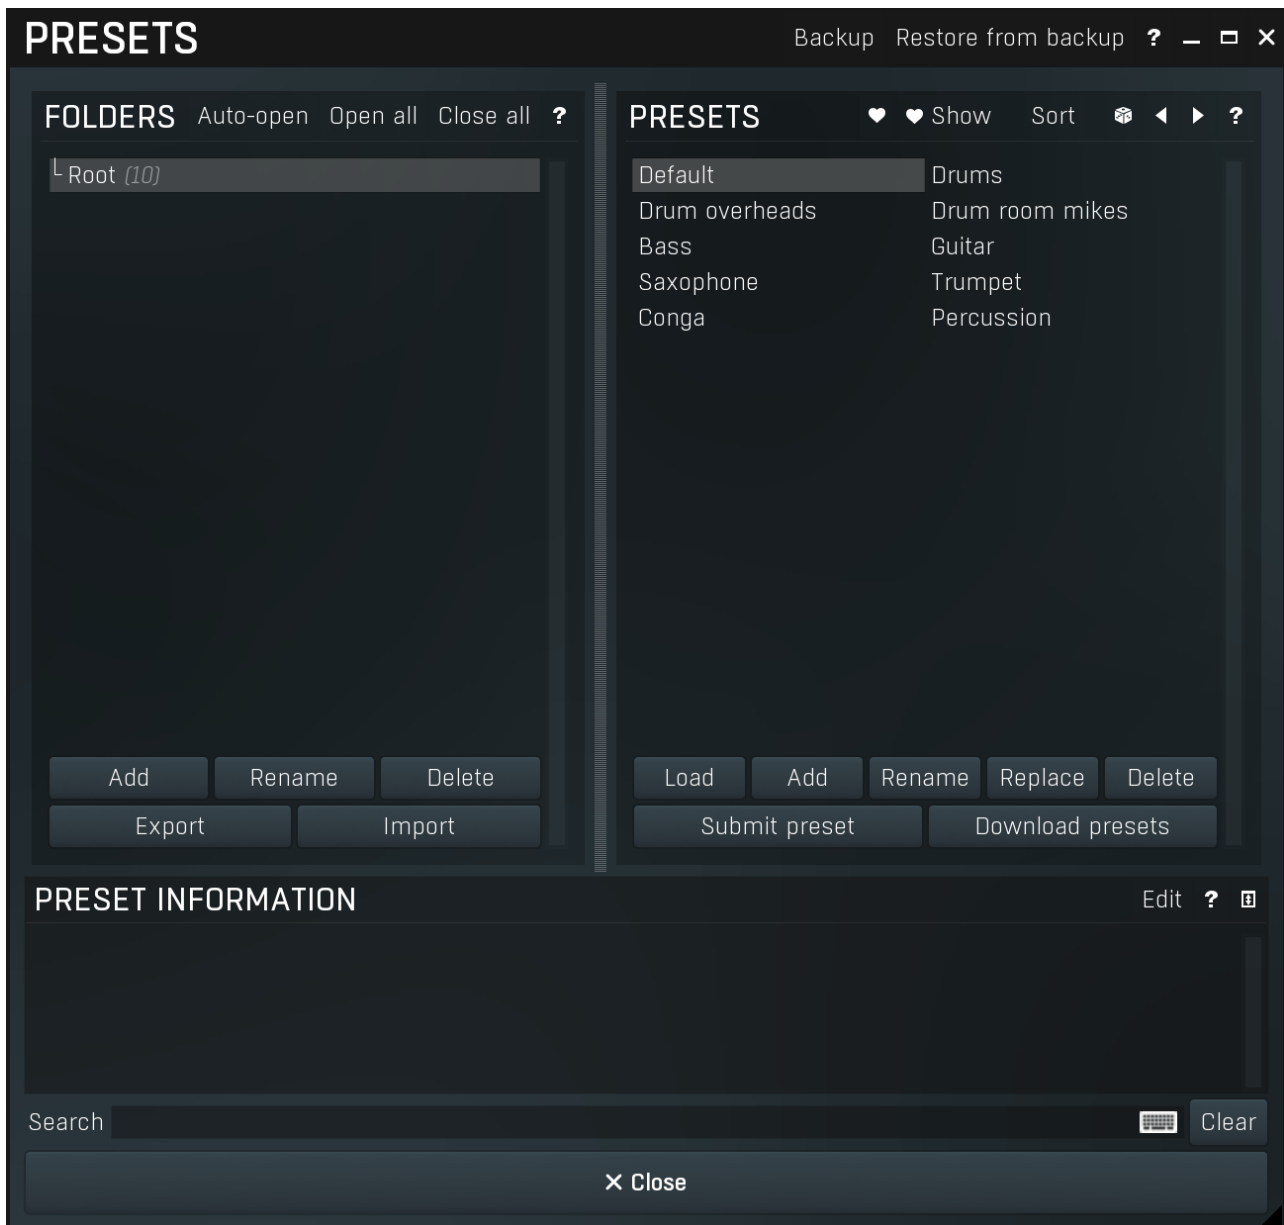 PRESETS Backup Restore from backup ?
FOLDERS Auto-open Open all Close all ?
Root (10)
Add Rename Delete
Export Import
PRESETS Show Sort ?
Default Drums
Drum overheads Drum room mikes
Bass Guitar
Saxophone Trumpet
Conga Percussion
Load Add Rename Replace Delete
Submit preset Download presets
PRESET INFORMATION Edit ?
Search Clear
Close